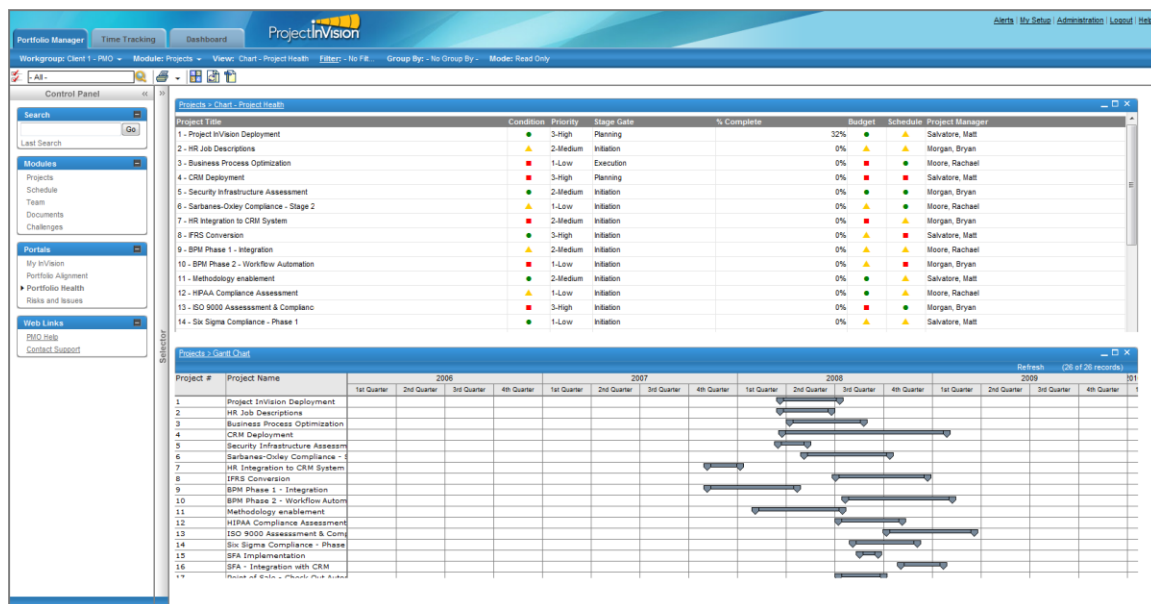 Alerts | My Setup | Administration | Logout | Help
Portfolio Manager Time Tracking Dashboard ProjectInVision
Workgroup: Client 1 - PMO Module: Projects View: Chart - Project Health Filter: - No Filt... Group By: - No Group By - Mode: Read Only
- All -
Control Panel
Search
Go
Last Search
Modules
Projects
Schedule
Team
Documents
Challenges
Portals
My InVision
Portfolio Alignment
Portfolio Health
Risks and Issues
Web Links
PMO Help
Contact Support
Selector
Projects > Chart - Project Health
Project Title Condition Priority Stage Gate % Complete Budget Schedule Project Manager
1 - Project InVision Deployment 3-High Planning 32% Salvatore, Matt
2 - HR Job Descriptions 2-Medium Initiation 0% Morgan, Bryan
3 - Business Process Optimization 1-Low Execution 0% Moore, Rachael
4 - CRM Deployment 3-High Planning 0% Salvatore, Matt
5 - Security Infrastructure Assessment 2-Medium Initiation 0% Morgan, Bryan
6 - Sarbanes-Oxley Compliance - Stage 2 1-Low Initiation 0% Moore, Rachael
7 - HR Integration to CRM System 2-Medium Initiation 0% Morgan, Bryan
8 - IFRS Conversion 3-High Initiation 0% Salvatore, Matt
9 - BPM Phase 1 - Integration 2-Medium Initiation 0% Moore, Rachael
10 - BPM Phase 2 - Workflow Automation 1-Low Initiation 0% Morgan, Bryan
11 - Methodology enablement 2-Medium Initiation 0% Salvatore, Matt
12 - HIPAA Compliance Assessment 1-Low Initiation 0% Moore, Rachael
13 - ISO 9000 Assesssment & Complianc 3-High Initiation 0% Morgan, Bryan
14 - Six Sigma Compliance - Phase 1 1-Low Initiation 0% Salvatore, Matt
Projects > Gantt Chart
Refresh (26 of 26 records)
Project # Project Name 2006 2007 2008 2009
1st Quarter 2nd Quarter 3rd Quarter 4th Quarter 1st Quarter 2nd Quarter 3rd Quarter 4th Quarter 1st Quarter 2nd Quarter 3rd Quarter 4th Quarter 1st Quarter 2nd Quarter 3rd Quarter 4th Quarter
1 Project InVision Deployment
2 HR Job Descriptions
3 Business Process Optimization
4 CRM Deployment
5 Security Infrastructure Assessm
6 Sarbanes-Oxley Compliance - S
7 HR Integration to CRM System
8 IFRS Conversion
9 BPM Phase 1 - Integration
10 BPM Phase 2 - Workflow Autom
11 Methodology enablement
12 HIPAA Compliance Assessment
13 ISO 9000 Assesssment & Comp
14 Six Sigma Compliance - Phase
15 SFA Implementation
16 SFA - Integration with CRM
17 Point of Sale - Check Out Autom